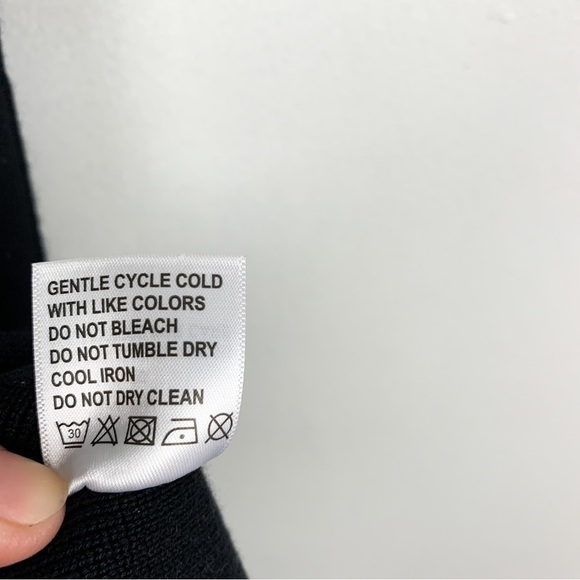 GENTLE CYCLE COLD
WITH LIKE COLORS
DO NOT BLEACH
DO NOT TUMBLE DRY
COOL IRON
DO NOT DRY CLEAN
30